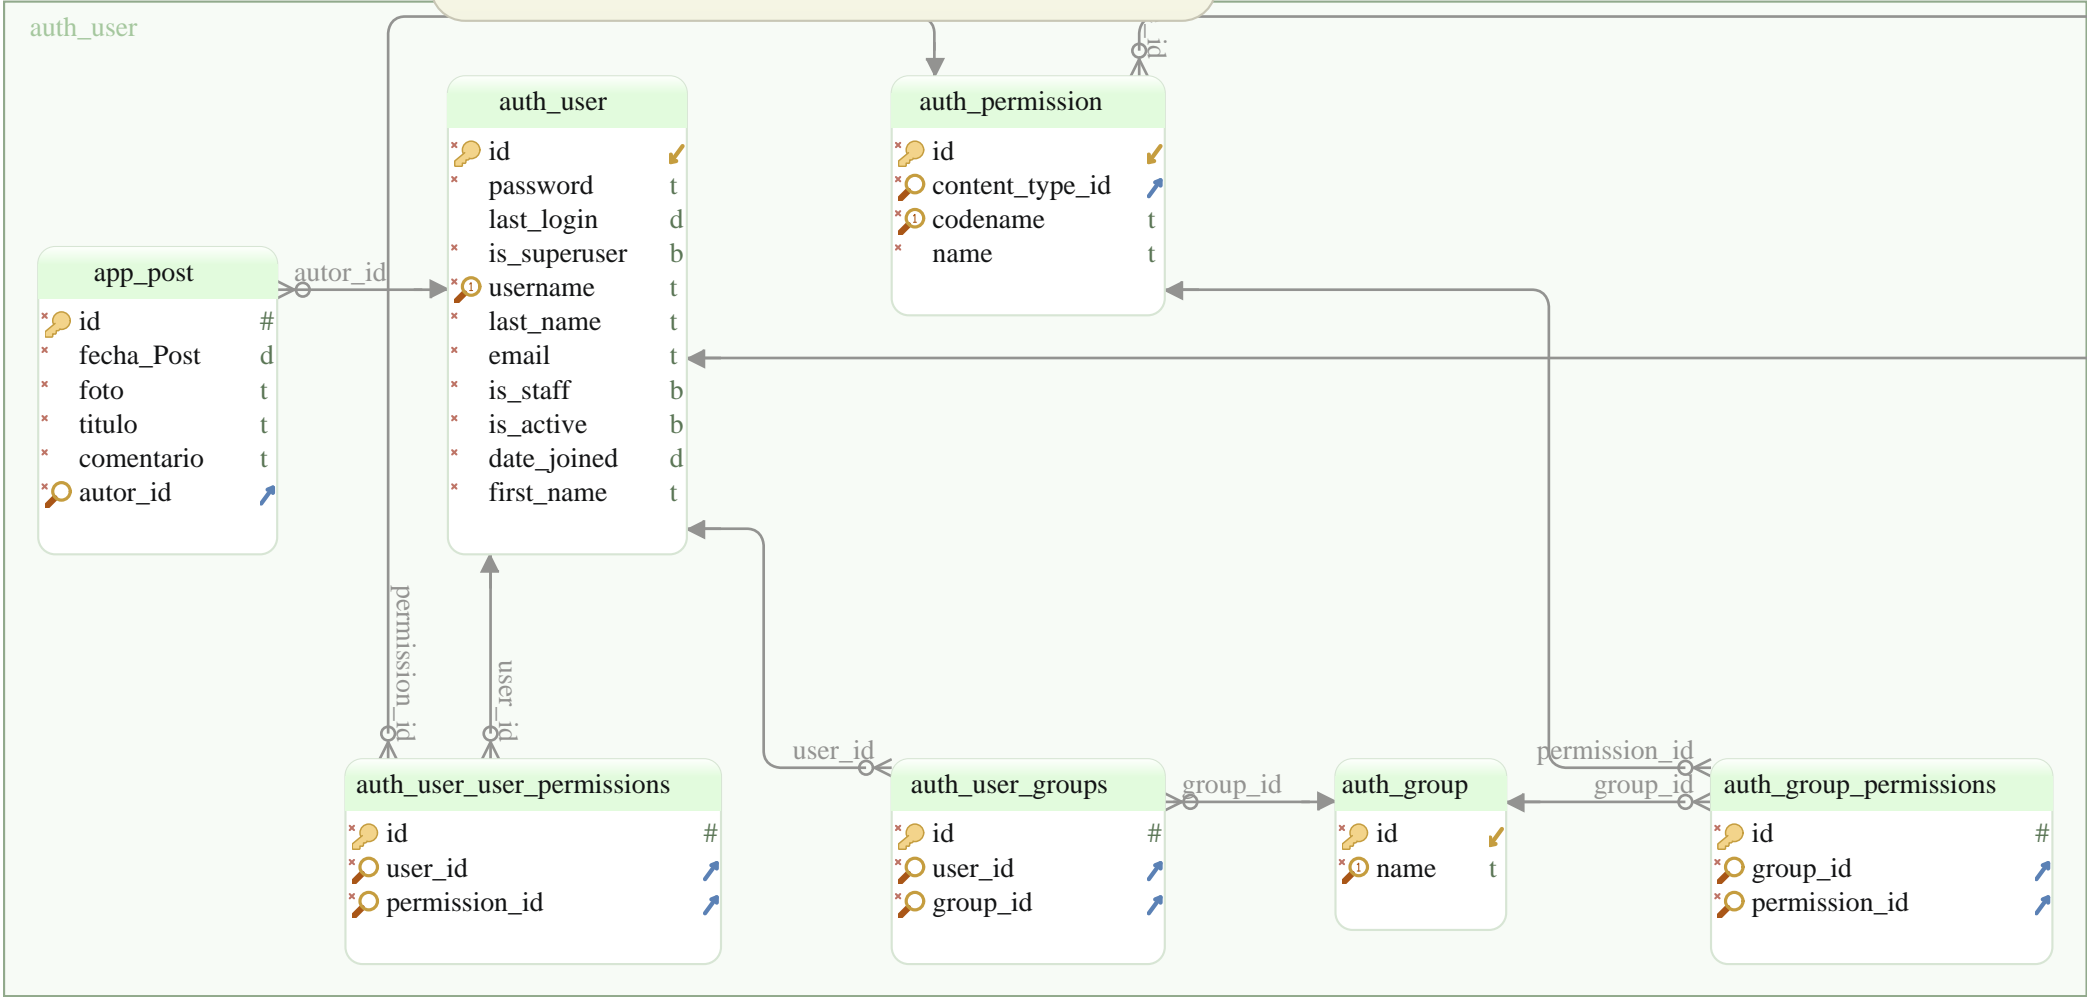 auth_user
_id
auth_user
id
password t
last_login d
is_superuser b
username t
last_name t
email t
is_staff b
is_active b
date_joined d
first_name t
auth_permission
id
content_type_id
codename t
name t
app_post
id #
fecha_Post d
foto t
titulo t
comentario t
autor_id
autor_id
permission_id
user_id
user_id
group_id
permission_id
group_id
auth_user_user_permissions
id #
user_id
permission_id
auth_user_groups
id #
user_id
group_id
auth_group
id
name t
auth_group_permissions
id #
group_id
permission_id